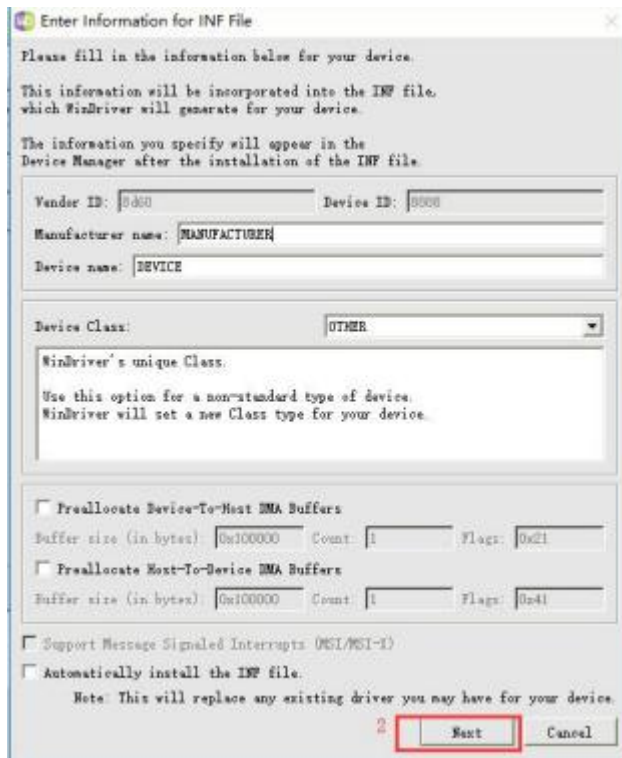 Enter Information for INF File
Please fill in the information below for your device.
This information will be incorporated into the INF file,
which WinDriver will generate for your device.
The information you specify will appear in the
Device Manager after the installation of the INF file.
Vendor ID: Device ID:
Manufacturer name: MANUFACTURER
Device name: DEVICE
Device Class: OTHER
WinDriver's unique Class.
Use this option for a non-standard type of device.
WinDriver will set a new Class type for your device.
Preallocate Device-To-Host DMA Buffers
Buffer size (in bytes): 0x100000 Count: 1 Flags: 0x21
Preallocate Host-To-Device DMA Buffers
Buffer size (in bytes): 0x100000 Count: 1 Flags: 0x41
Support Message Signaled Interrupts (MSI/MSI-X)
Automatically install the INF file.
Note: This will replace any existing driver you may have for your device.
2 Next Cancel